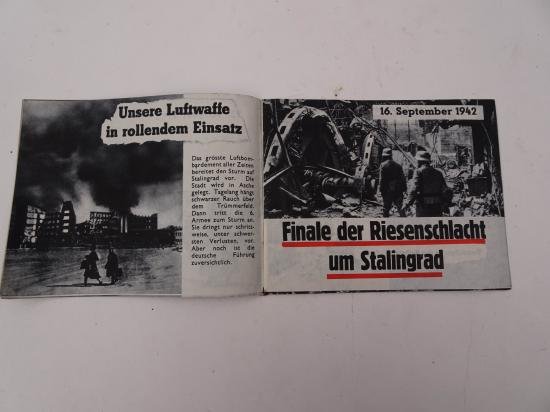 Unsere Luftwaffe
in rollendem Einsatz
Das grösste Luftbom-
bardement aller Zeiten
bereitet den Sturm auf
Stalingrad vor. Die
Stadt wird in Asche
gelegt. Tagelang hängt
schwarzer Rauch über
dem Trümmerfeld.
Dann tritt die 6.
Armee zum Sturm an.
Sie dringt nur schritt-
weise, unter schwer-
sten Verlusten, vor.
Aber noch ist die
deutsche Führung
zuversichtlich.
16. September 1942
Finale der Riesenschlacht
um Stalingrad